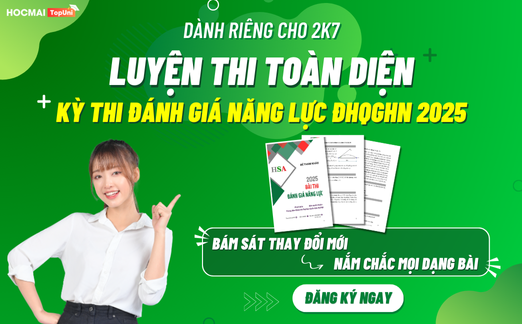 HOCMAI TopUni
DÀNH RIÊNG CHO 2K7
LUYỆN THI TOÀN DIỆN
KỲ THI ĐÁNH GIÁ NĂNG LỰC ĐHQGHN 2025
HSA
2025
BÀI THI
ĐÁNH GIÁ NĂNG LỰC
BÁM SÁT THAY ĐỔI MỚI
NẮM CHẮC MỌI DẠNG BÀI
ĐĂNG KÝ NGAY